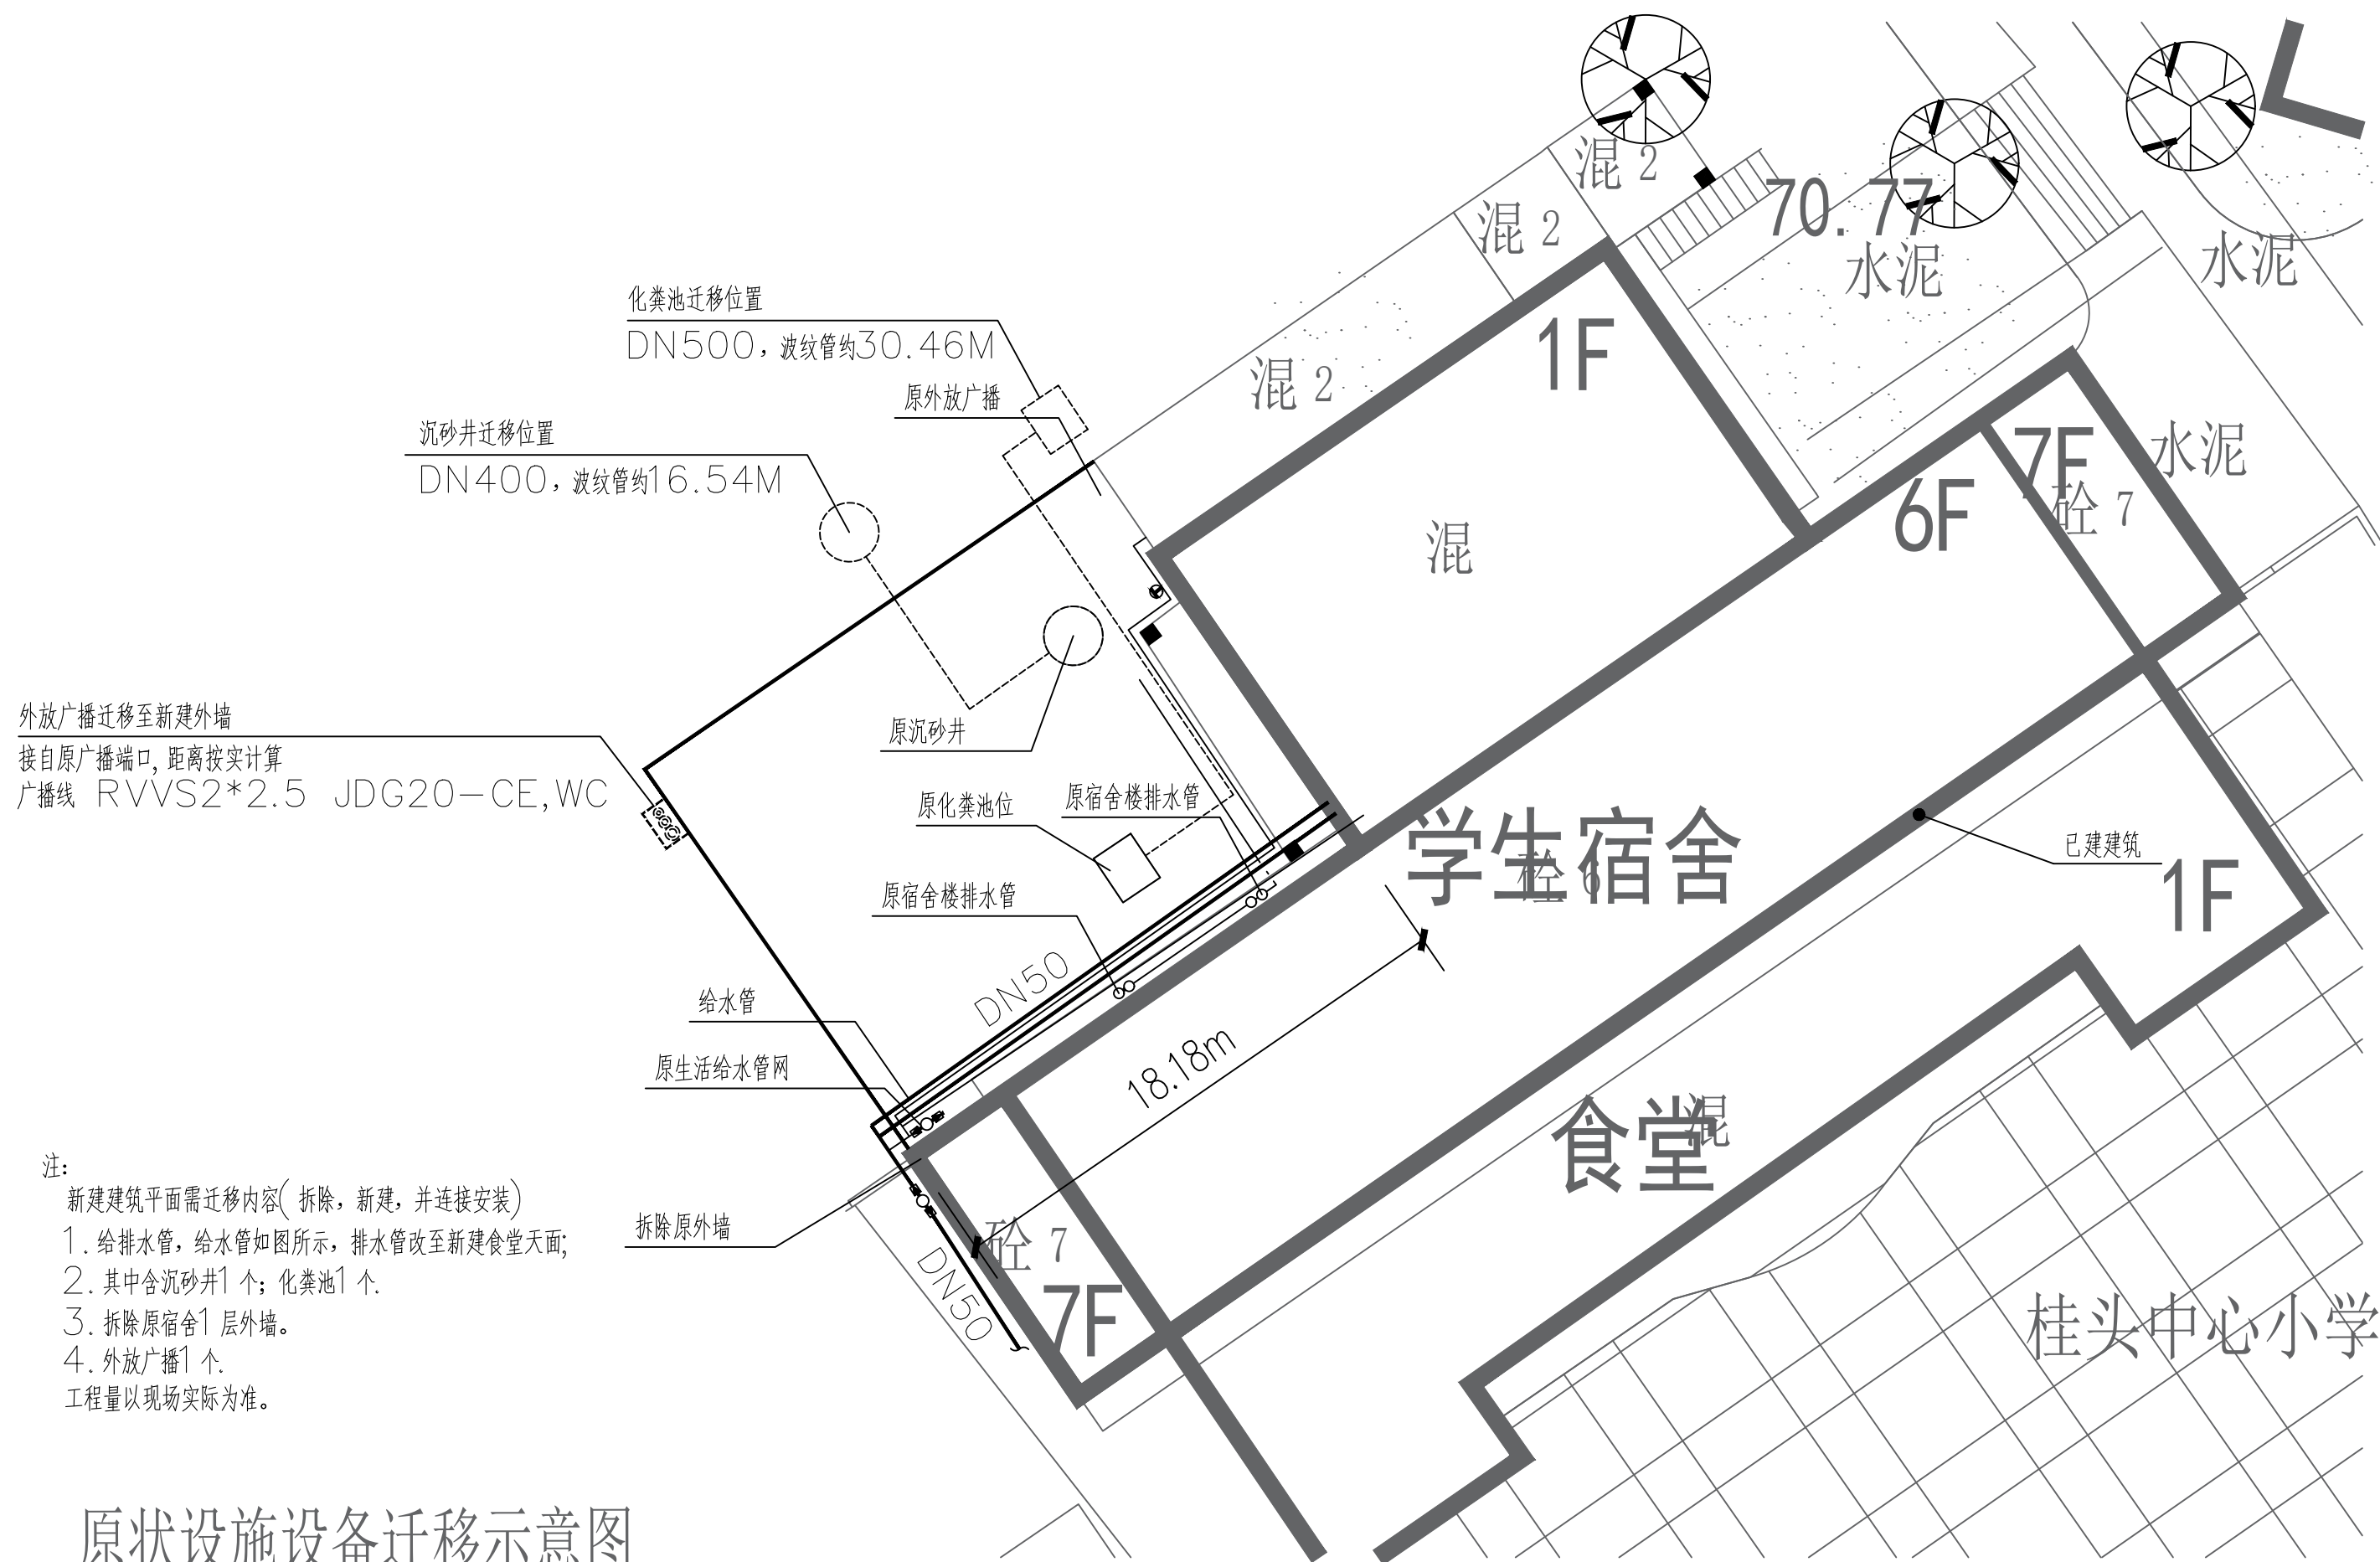 混 2
混 2
70.77
水泥
水泥
化粪池迁移位置
DN500，波纹管约30.46M
1F
混 2
原外放广播
沉砂井迁移位置
DN400，波纹管约16.54M
7F
水泥
6F
砼 7
混
外放广播迁移至新建外墙
接自原广播端口, 距离按实计算
广播线 RVVS2*2.5 JDG20-CE,WC
原沉砂井
原化粪池位
原宿舍楼排水管
学生宿舍
砼 6
已建建筑
1F
原宿舍楼排水管
DN50
给水管
原生活给水管网
18.18m
食堂
混
注：
新建建筑平面需迁移内容( 拆除，新建，并连接安装)
1. 给排水管，给水管如图所示，排水管改至新建食堂天面;
2. 其中含沉砂井1 个；化粪池1 个.
3. 拆除原宿舍1 层外墙。
4. 外放广播1 个.
工程量以现场实际为准。
拆除原外墙
砼 7
DN50
7F
桂头中心小学
原状设施设备迁移示意图